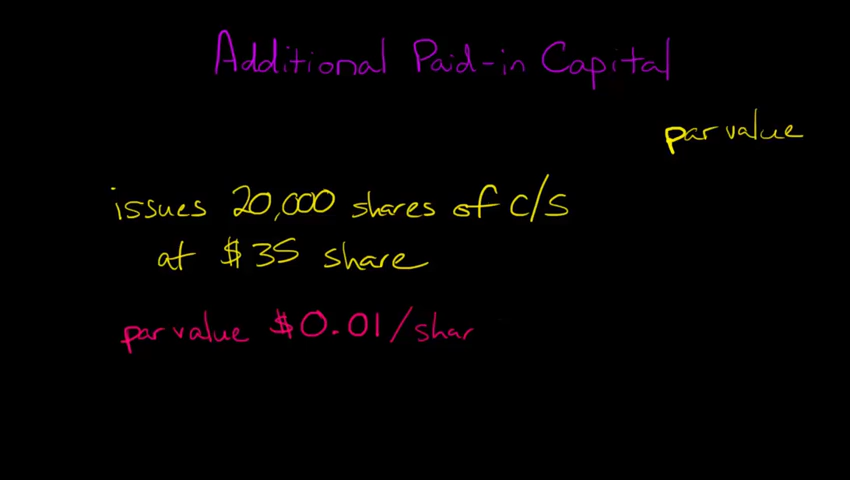 Additional Paid-in Capital
par value
issues 20,000 shares of C/S
at $35 share
par value $0.01/shar